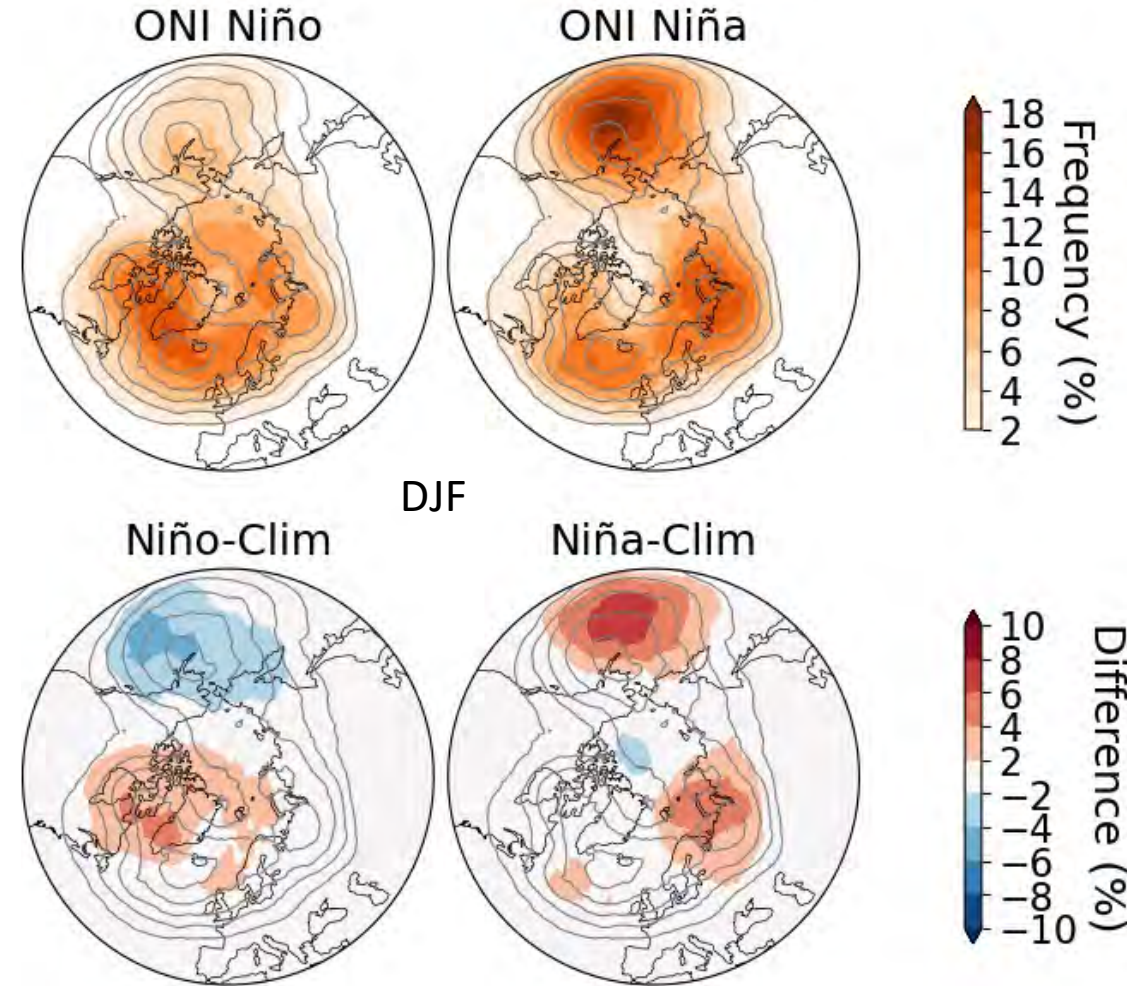 ONI Niño
ONI Niña
18
16
14
12
10
8
6
4
2
Frequency (%)
DJF
Niño-Clim
Niña-Clim
10
8
6
4
2
−2
−4
−6
−8
−10
Difference (%)